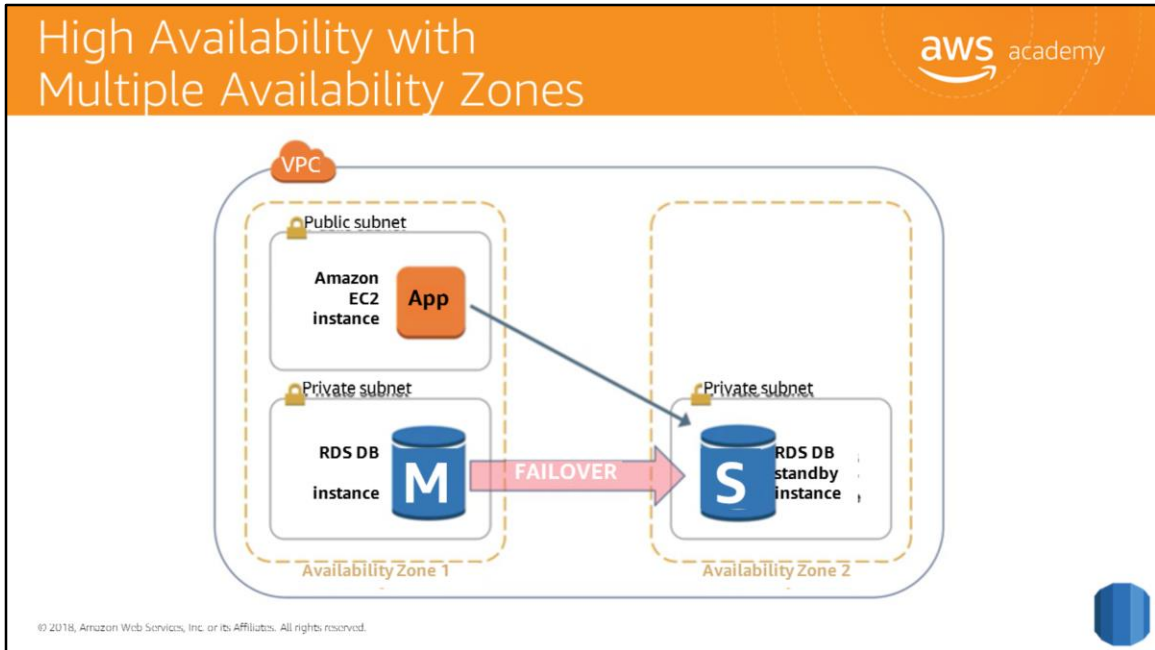 High Availability with
Multiple Availability Zones
aws academy
VPC
Public subnet
Amazon
EC2
instance
App
Private subnet
RDS DB
instance
M
FAILOVER
Private subnet
S
RDS DB
standby
instance
Availability Zone 1
Availability Zone 2
© 2018, Amazon Web Services, Inc. or its Affiliates. All rights reserved.